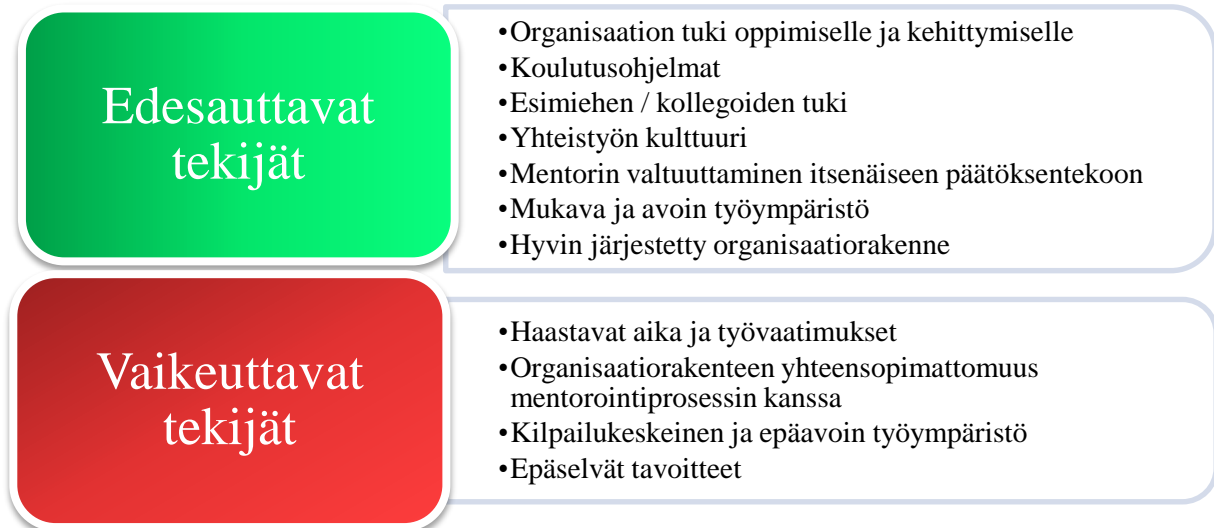 Edesauttavat
tekijät
•Organisaation tuki oppimiselle ja kehittymiselle
•Koulutusohjelmat
•Esimiehen / kollegoiden tuki
•Yhteistyön kulttuuri
•Mentorin valtuuttaminen itsenäiseen päätöksentekoon
•Mukava ja avoin työympäristö
•Hyvin järjestetty organisaatiorakenne
Vaikeuttavat
tekijät
•Haastavat aika ja työvaatimukset
•Organisaatiorakenteen yhteensopimattomuus
mentorointiprosessin kanssa
•Kilpailukeskeinen ja epäavoin työympäristö
•Epäselvät tavoitteet